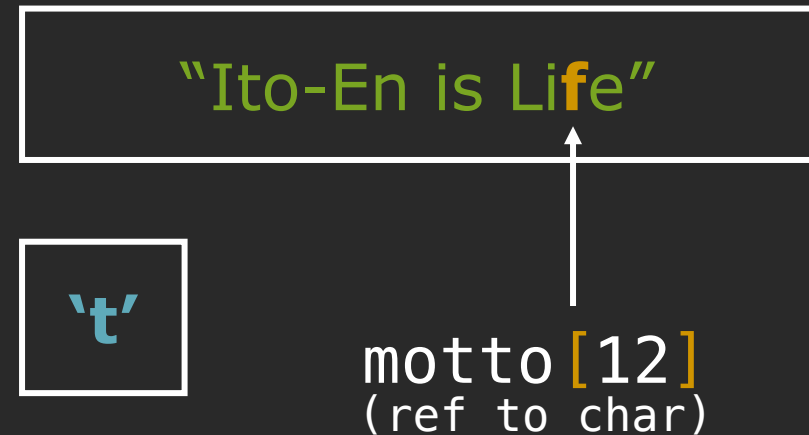 “Ito-En is Life”
‘t’
motto[12]
(ref to char)